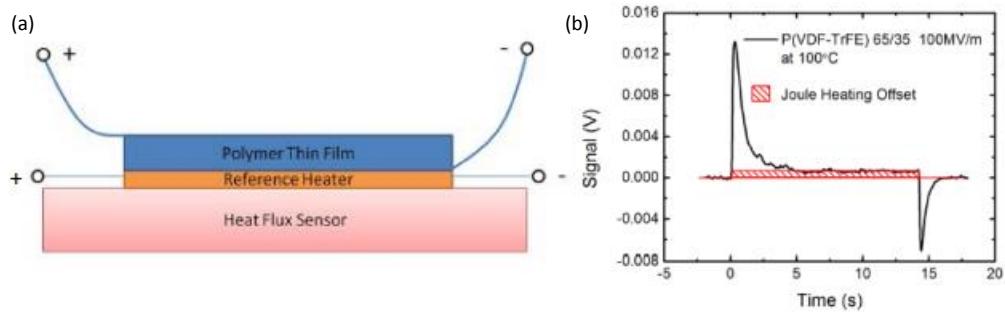 (a)
+
-
Polymer Thin Film
+
Reference Heater
-
Heat Flux Sensor
(b)
0.016
0.012
0.008
0.004
0.000
-0.004
-0.008
Signal (V)
P(VDF-TrFE) 65/35 100MV/m
at 100°C
Joule Heating Offset
-5
0
5
10
15
20
Time (s)